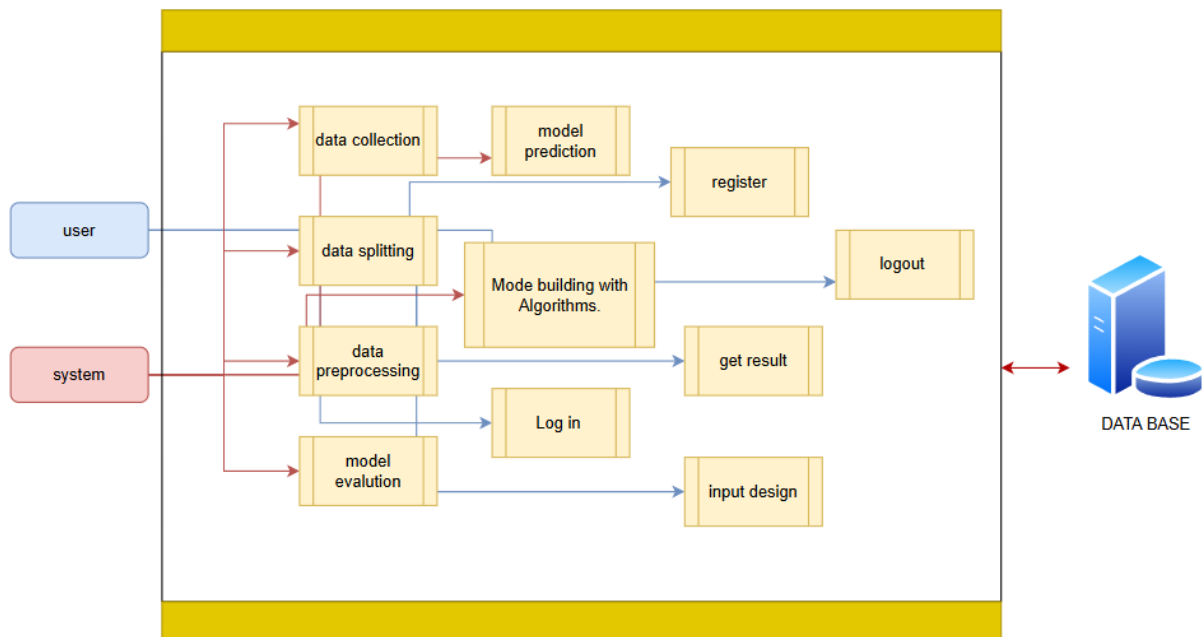 data collection
model
prediction
register
user
data splitting
logout
Mode building with
Algorithms.
data
preprocessing
get result
system
Log in
DATA BASE
model
evalution
input design